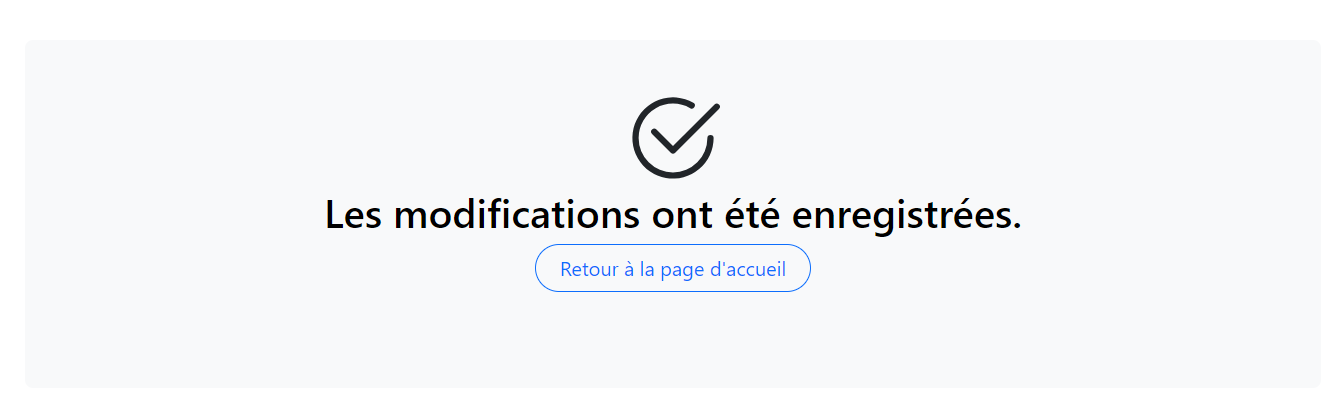 Les modifications ont été enregistrées.
Retour à la page d'accueil